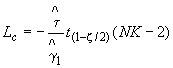 L_c = -\frac{\hat{\tau}}{\hat{\gamma}_1} t_{(1-\zeta/2)}(NK-2)